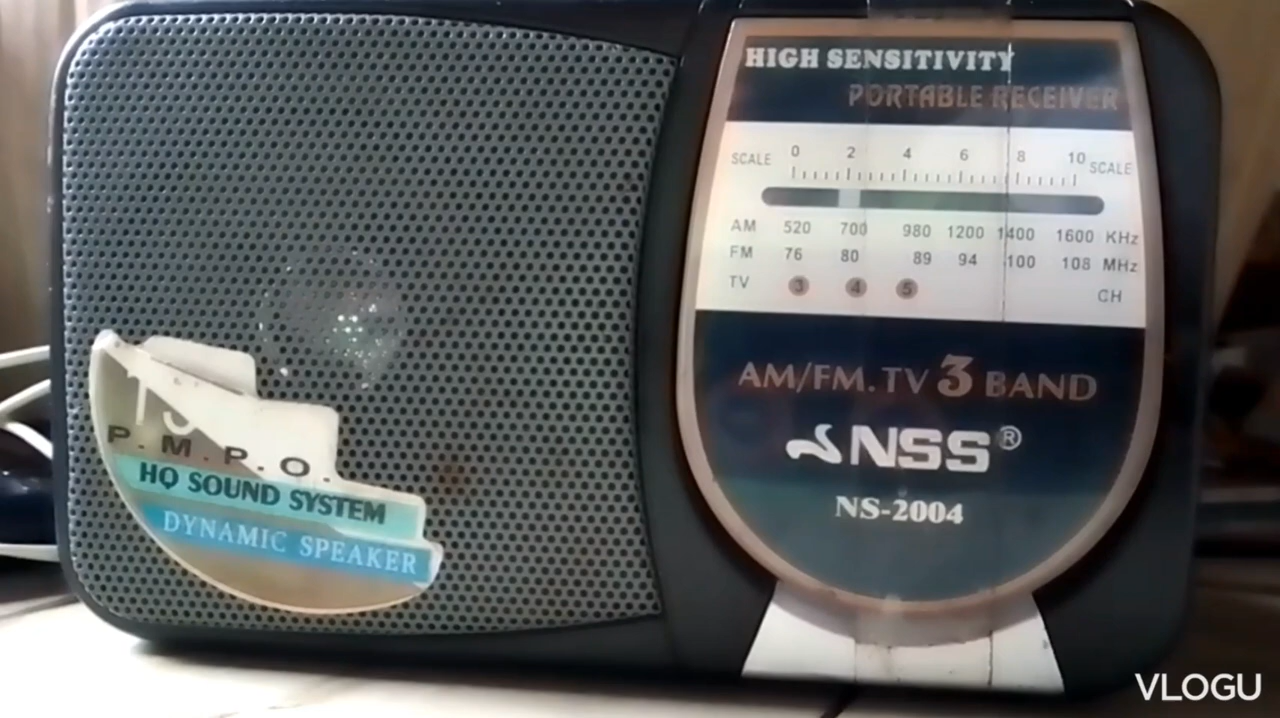 HIGH SENSITIVITY
PORTABLE RECEIVER
SCALE 0 2 4 6 8 10 SCALE
AM 520 700 980 1200 1400 1600 KHz
FM 76 80 89 94 100 108 MHz
TV 3 4 5 CH
AM/FM.TV 3 BAND
NSS®
NS-2004
P.M.P.O.
HQ SOUND SYSTEM
DYNAMIC SPEAKER
VLOGU